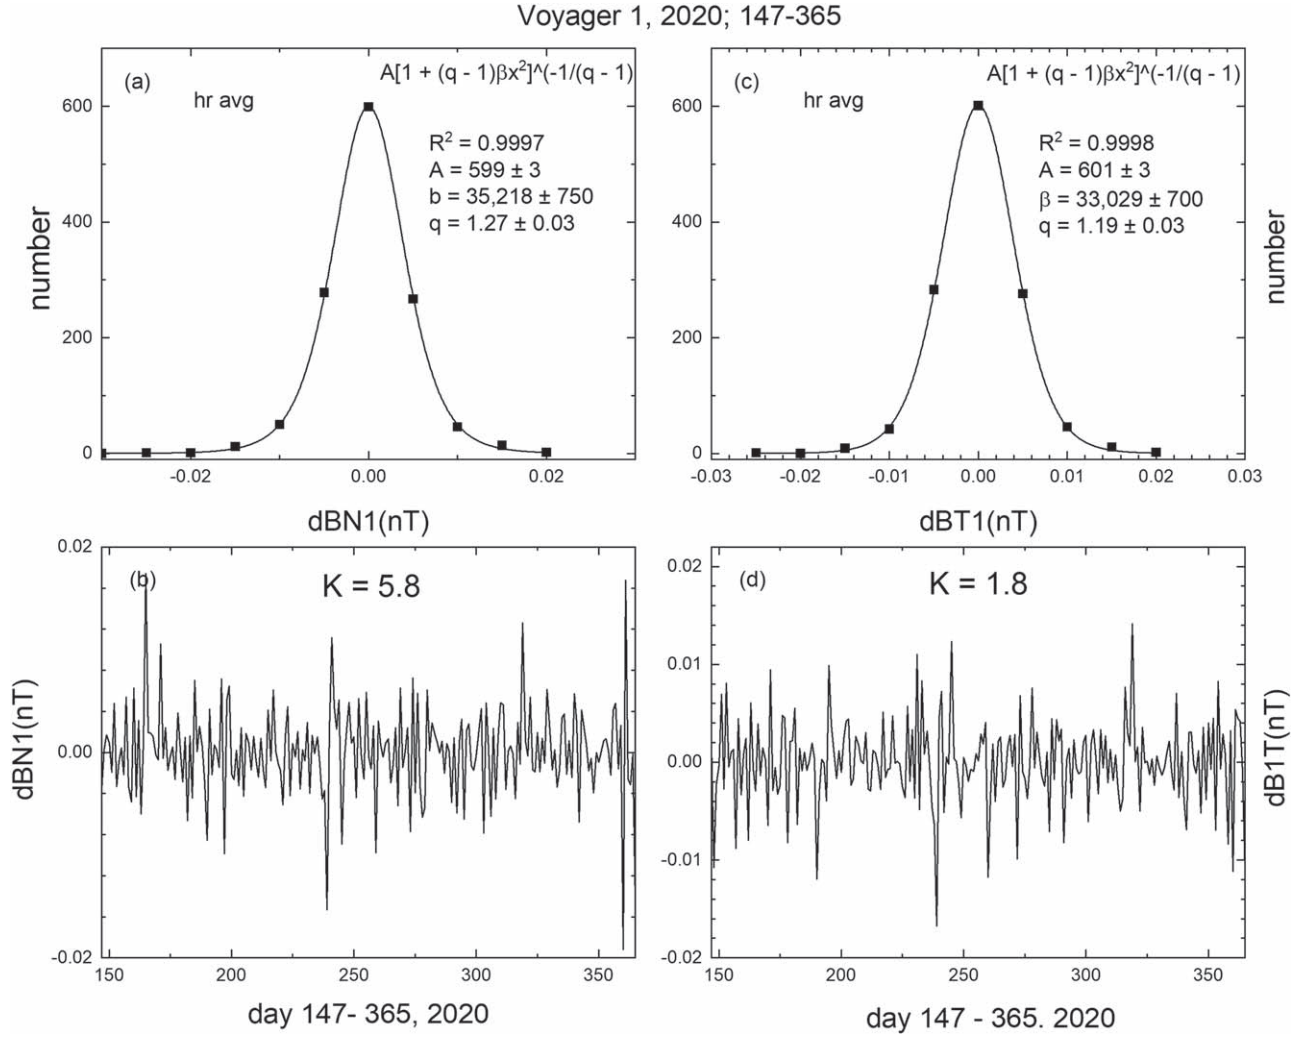 Voyager 1, 2020; 147-365
(a)
A[1 + (q - 1)βx²]^(-1/(q - 1)
hr avg
R² = 0.9997
A = 599 ± 3
b = 35,218 ± 750
q = 1.27 ± 0.03
number
600
400
200
0
-0.02
0.00
0.02
dBN1(nT)
(c)
A[1 + (q - 1)βx²]^(-1/(q - 1)
hr avg
R² = 0.9998
A = 601 ± 3
β = 33,029 ± 700
q = 1.19 ± 0.03
number
600
400
200
0
-0.03
-0.02
-0.01
0.00
0.01
0.02
0.03
dBT1(nT)
(b)
K = 5.8
dBN1(nT)
0.02
0.00
-0.02
150
200
250
300
350
day 147- 365, 2020
(d)
K = 1.8
dB1T(nT)
0.02
0.01
0.00
-0.01
-0.02
150
200
250
300
350
day 147 - 365. 2020